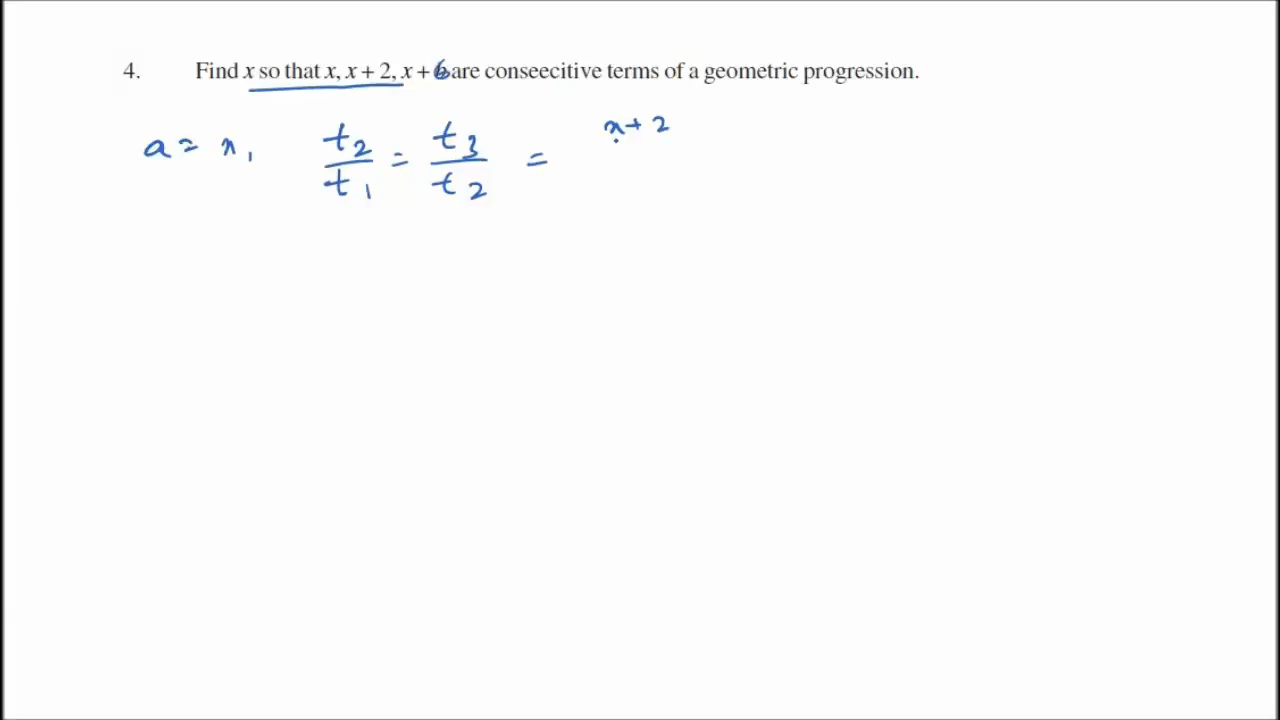 4. Find x so that x, x + 2, x + 6 are conseecitive terms of a geometric progression.
a = x, t2/t1 = t3/t2 = x + 2